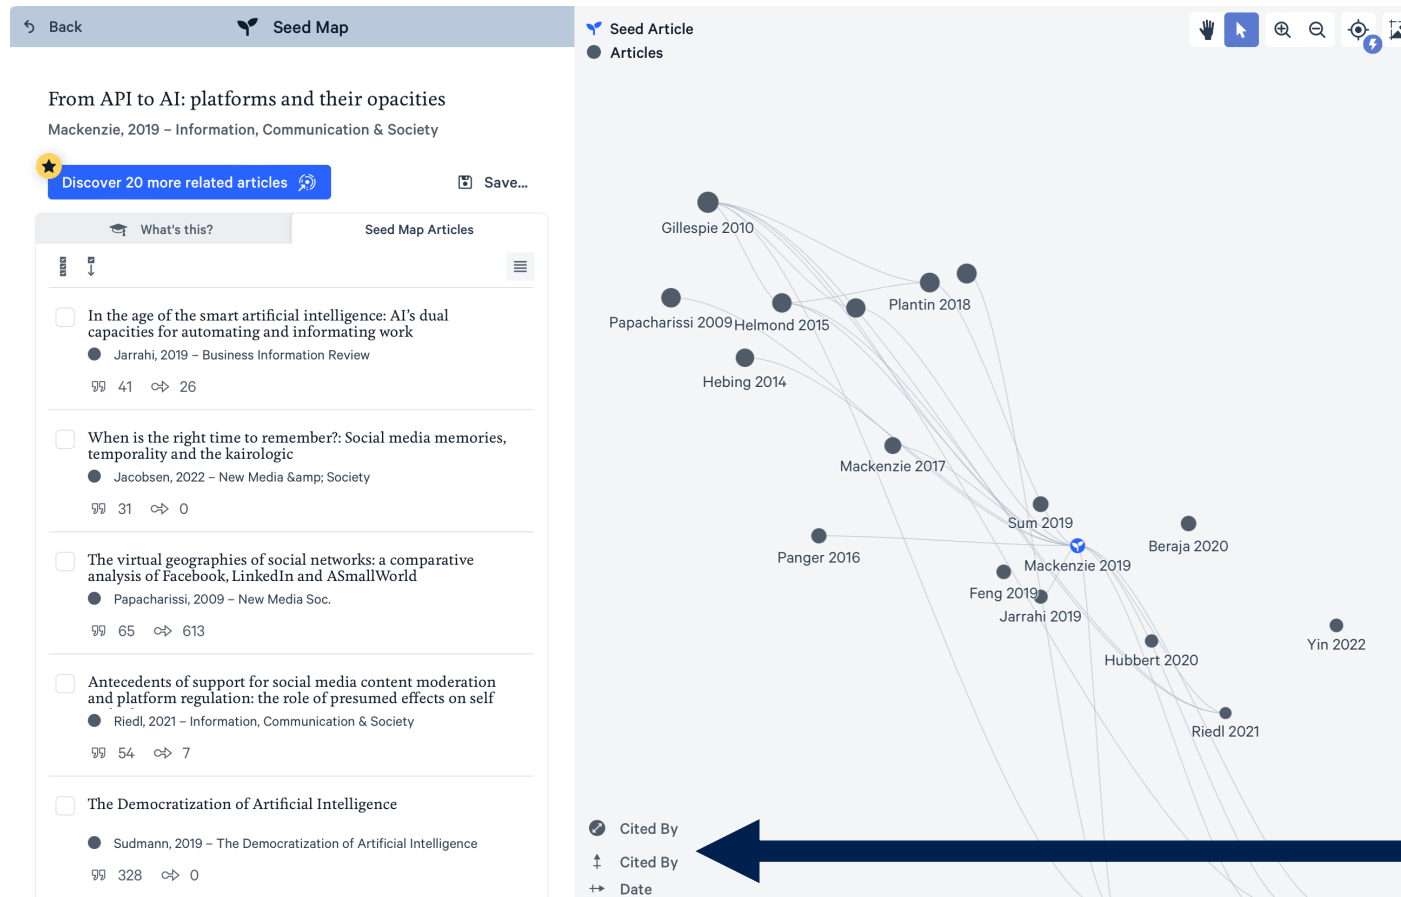 Back
Seed Map
From API to AI: platforms and their opacities
Mackenzie, 2019 – Information, Communication & Society
Discover 20 more related articles
Save...
What's this?
Seed Map Articles
In the age of the smart artificial intelligence: AI's dual
capacities for automating and informating work
Jarrahi, 2019 – Business Information Review
41 26
When is the right time to remember?: Social media memories,
temporality and the kairologic
Jacobsen, 2022 – New Media &amp; Society
31 0
The virtual geographies of social networks: a comparative
analysis of Facebook, LinkedIn and ASmallWorld
Papacharissi, 2009 – New Media Soc.
65 613
Antecedents of support for social media content moderation
and platform regulation: the role of presumed effects on self
Riedl, 2021 – Information, Communication & Society
54 7
The Democratization of Artificial Intelligence
Sudmann, 2019 – The Democratization of Artificial Intelligence
328 0
Seed Article
Articles
Gillespie 2010
Plantin 2018
Papacharissi 2009
Helmond 2015
Hebing 2014
Mackenzie 2017
Sum 2019
Beraja 2020
Panger 2016
Mackenzie 2019
Feng 2019
Jarrahi 2019
Yin 2022
Hubbert 2020
Riedl 2021
Cited By
Cited By
Date